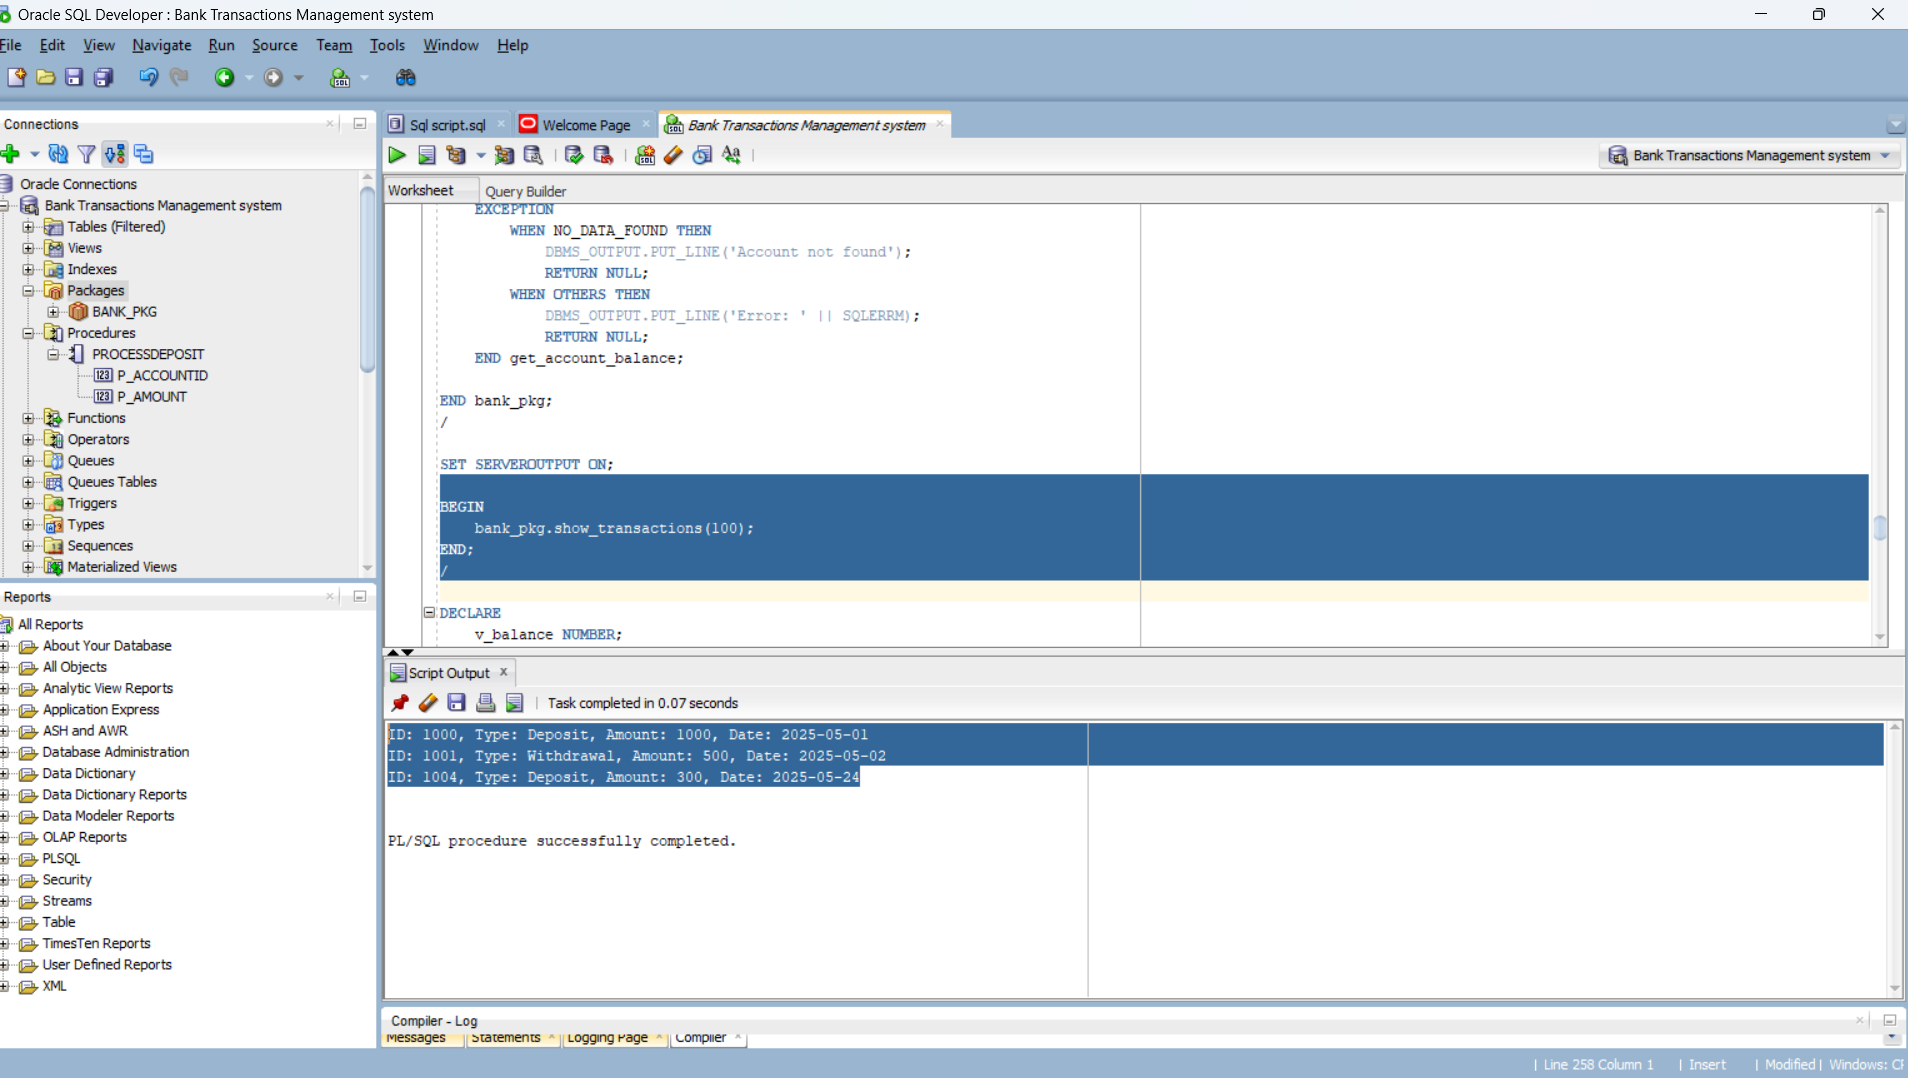 Oracle SQL Developer : Bank Transactions Management system
File Edit View Navigate Run Source Team Tools Window Help
Connections
Oracle Connections
Bank Transactions Management system
Tables (Filtered)
Views
Indexes
Packages
BANK_PKG
Procedures
PROCESSDEPOSIT
P_ACCOUNTID
P_AMOUNT
Functions
Operators
Queues
Queues Tables
Triggers
Types
Sequences
Materialized Views
Reports
All Reports
About Your Database
All Objects
Analytic View Reports
Application Express
ASH and AWR
Database Administration
Data Dictionary
Data Dictionary Reports
Data Modeler Reports
OLAP Reports
PLSQL
Security
Streams
Table
TimesTen Reports
User Defined Reports
XML
Sql script.sql Welcome Page Bank Transactions Management system
Bank Transactions Management system
Worksheet Query Builder
EXCEPTION
WHEN NO_DATA_FOUND THEN
DBMS_OUTPUT.PUT_LINE('Account not found');
RETURN NULL;
WHEN OTHERS THEN
DBMS_OUTPUT.PUT_LINE('Error: ' || SQLERRM);
RETURN NULL;
END get_account_balance;
END bank_pkg;
/
SET SERVEROUTPUT ON;
BEGIN
bank_pkg.show_transactions(100);
END;
/
DECLARE
v_balance NUMBER;
Script Output
Task completed in 0.07 seconds
ID: 1000, Type: Deposit, Amount: 1000, Date: 2025-05-01
ID: 1001, Type: Withdrawal, Amount: 500, Date: 2025-05-02
ID: 1004, Type: Deposit, Amount: 300, Date: 2025-05-24
PL/SQL procedure successfully completed.
Compiler - Log
Messages Statements Logging Page Compiler
Line 258 Column 1 | Insert | Modified | Windows: